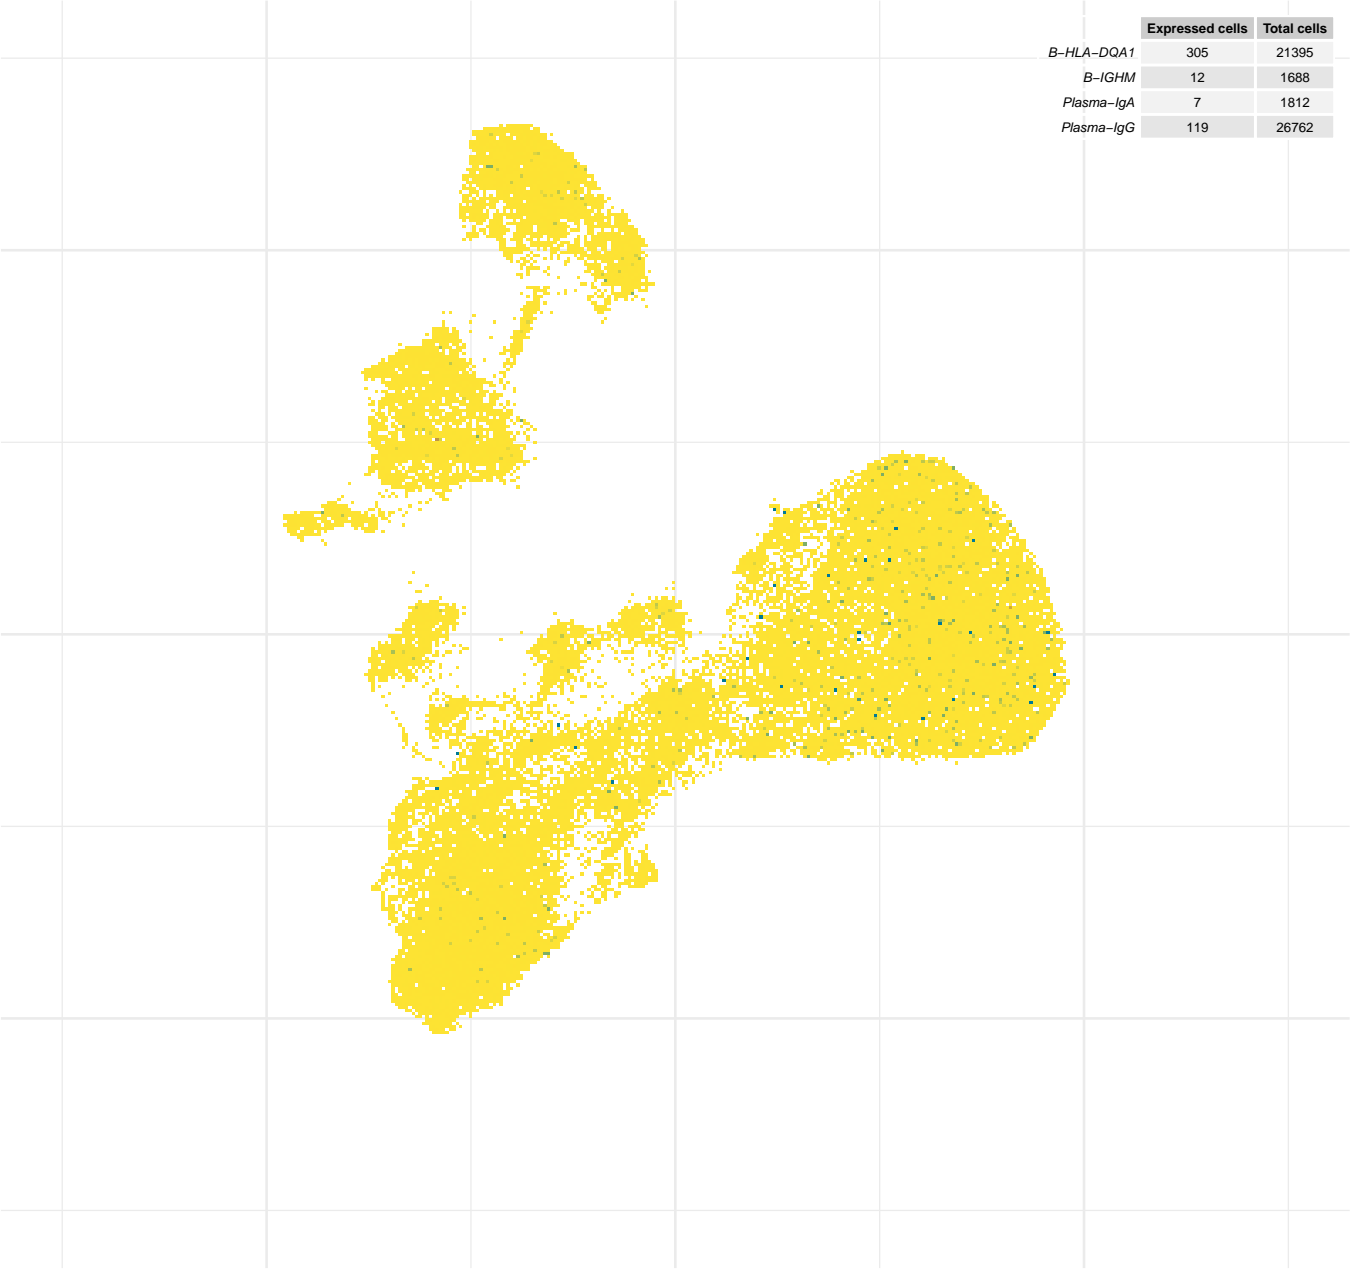 Expressed cells Total cells
B−HLA−DQA1 305 21395
B−IGHM 12 1688
Plasma−IgA 7 1812
Plasma−IgG 119 26762